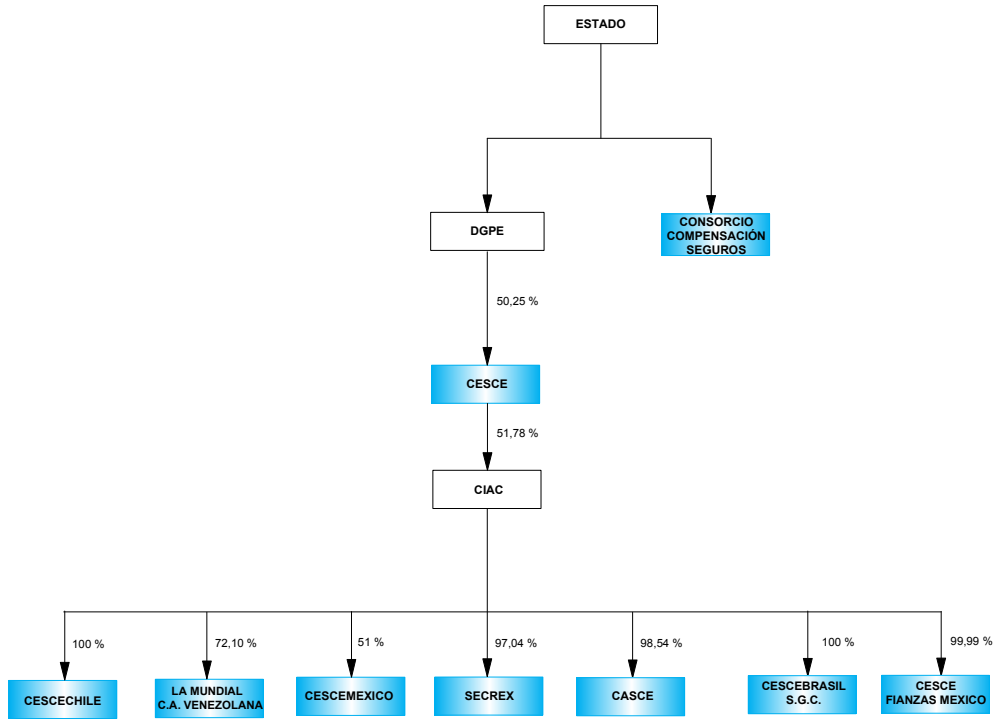 ESTADO
DGPE
CONSORCIO
COMPENSACIÓN
SEGUROS
50,25 %
CESCE
51,78 %
CIAC
100 %
72,10 %
51 %
97,04 %
98,54 %
100 %
99,99 %
CESCECHILE
LA MUNDIAL
C.A. VENEZOLANA
CESCEMEXICO
SECREX
CASCE
CESCEBRASIL
S.G.C.
CESCE
FIANZAS MEXICO